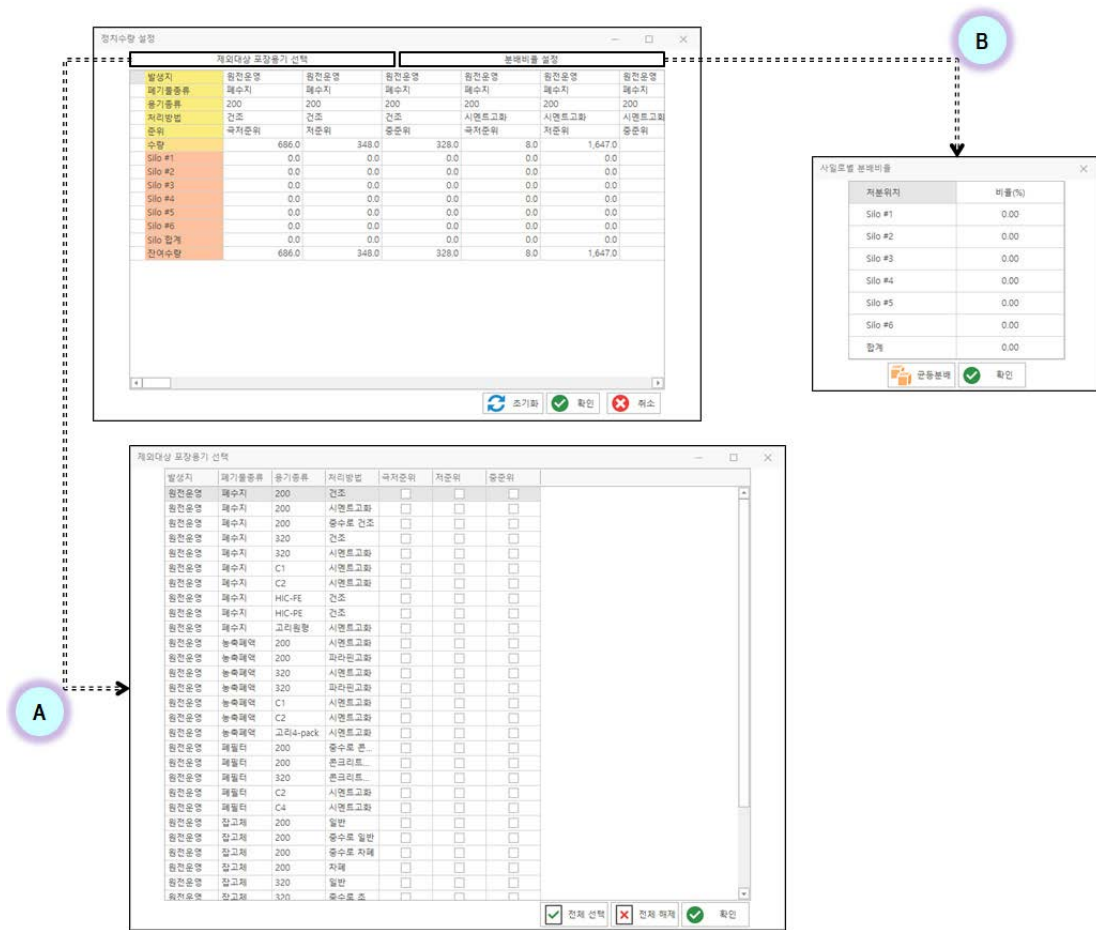 정치수량 설정
제외대상 포장용기 선택 분배비율 설정
발생지 원전운영 원전운영 원전운영 원전운영 원전운영 원전운영
폐기물종류 폐수지 폐수지 폐수지 폐수지 폐수지 폐수지
용기종류 200 200 200 200 200 200
처리방법 건조 건조 건조 시멘트고화 시멘트고화 시멘트고화
준위 극저준위 저준위 중준위 극저준위 저준위 중준위
수량 686.0 348.0 328.0 8.0 1,647.0
Silo #1 0.0 0.0 0.0 0.0 0.0
Silo #2 0.0 0.0 0.0 0.0 0.0
Silo #3 0.0 0.0 0.0 0.0 0.0
Silo #4 0.0 0.0 0.0 0.0 0.0
Silo #5 0.0 0.0 0.0 0.0 0.0
Silo #6 0.0 0.0 0.0 0.0 0.0
Silo 합계 0.0 0.0 0.0 0.0 0.0
잔여수량 686.0 348.0 328.0 8.0 1,647.0
초기화 확인 취소
B
사일로별 분배비율
처분위치 비율(%)
Silo #1 0.00
Silo #2 0.00
Silo #3 0.00
Silo #4 0.00
Silo #5 0.00
Silo #6 0.00
합계 0.00
균등분배 확인
A
제외대상 포장용기 선택
발생지 폐기물종류 용기종류 처리방법 극저준위 저준위 중준위
원전운영 폐수지 200 건조
원전운영 폐수지 200 시멘트고화
원전운영 폐수지 200 중수로 건조
원전운영 폐수지 320 건조
원전운영 폐수지 320 시멘트고화
원전운영 폐수지 C1 시멘트고화
원전운영 폐수지 C2 시멘트고화
원전운영 폐수지 HIC-FE 건조
원전운영 폐수지 HIC-PE 건조
원전운영 폐수지 고리원형 시멘트고화
원전운영 농축폐액 200 시멘트고화
원전운영 농축폐액 200 파라핀고화
원전운영 농축폐액 320 시멘트고화
원전운영 농축폐액 320 파라핀고화
원전운영 농축폐액 C1 시멘트고화
원전운영 농축폐액 C2 시멘트고화
원전운영 농축폐액 고리4-pack 시멘트고화
원전운영 폐필터 200 중수로 콘...
원전운영 폐필터 200 콘크리트...
원전운영 폐필터 320 콘크리트...
원전운영 폐필터 C2 시멘트고화
원전운영 폐필터 C4 시멘트고화
원전운영 잡고체 200 일반
원전운영 잡고체 200 중수로 일반
원전운영 잡고체 200 중수로 차폐
원전운영 잡고체 200 차폐
원전운영 잡고체 320 일반
원전운영 잡고체 320 중수로 초
전체 선택 전체 해제 확인